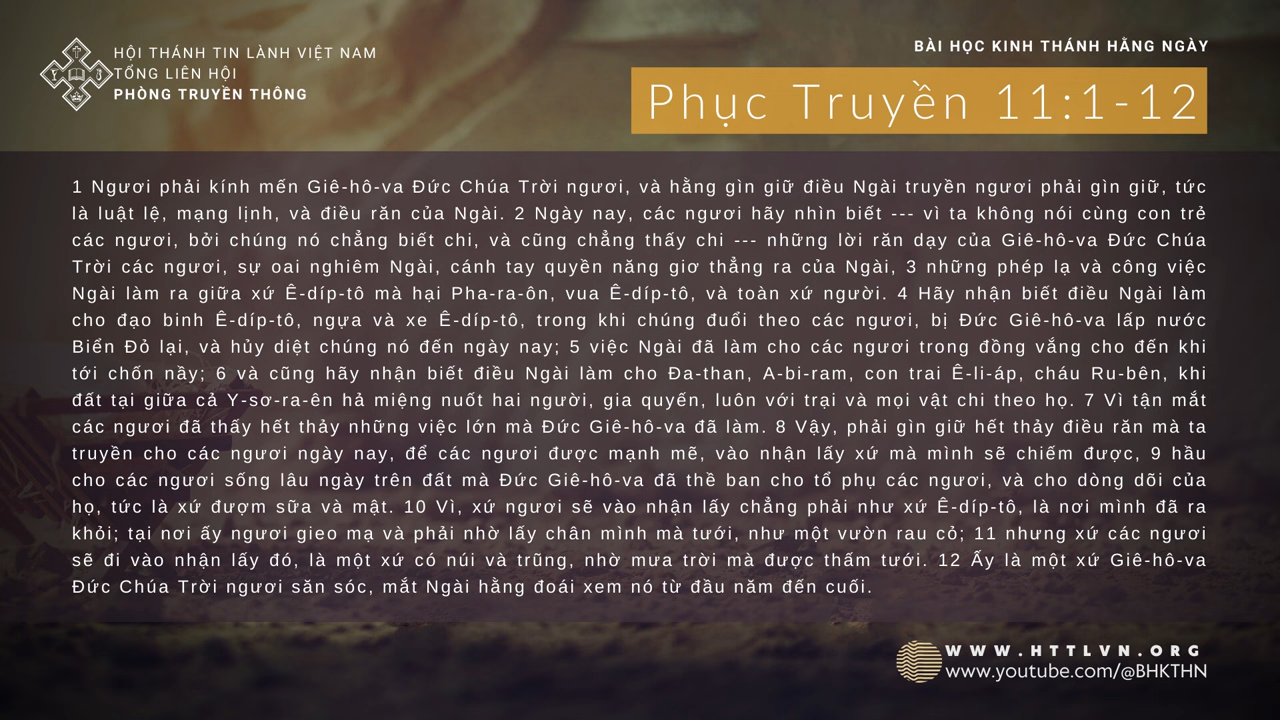 HỘI THÁNH TIN LÀNH VIỆT NAM
TỔNG LIÊN HỘI
PHÒNG TRUYỀN THÔNG
BÀI HỌC KINH THÁNH HẰNG NGÀY
Phục Truyền 11:1-12
1 Ngươi phải kính mến Giê-hô-va Đức Chúa Trời ngươi, và hằng gìn giữ điều Ngài truyền ngươi phải gìn giữ, tức
là luật lệ, mạng lịnh, và điều răn của Ngài. 2 Ngày nay, các ngươi hãy nhìn biết --- vì ta không nói cùng con trẻ
các ngươi, bởi chúng nó chẳng biết chi, và cũng chẳng thấy chi --- những lời răn dạy của Giê-hô-va Đức Chúa
Trời các ngươi, sự oai nghiêm Ngài, cánh tay quyền năng giơ thẳng ra của Ngài, 3 những phép lạ và công việc
Ngài làm ra giữa xứ Ê-díp-tô mà hại Pha-ra-ôn, vua Ê-díp-tô, và toàn xứ người. 4 Hãy nhận biết điều Ngài làm
cho đạo binh Ê-díp-tô, ngựa và xe Ê-díp-tô, trong khi chúng đuổi theo các ngươi, bị Đức Giê-hô-va lấp nước
Biển Đỏ lại, và hủy diệt chúng nó đến ngày nay; 5 việc Ngài đã làm cho các ngươi trong đồng vắng cho đến khi
tới chốn nầy; 6 và cũng hãy nhận biết điều Ngài làm cho Đa-than, A-bi-ram, con trai Ê-li-áp, cháu Ru-bên, khi
đất tại giữa cả Y-sơ-ra-ên hả miệng nuốt hai người, gia quyến, luôn với trại và mọi vật chi theo họ. 7 Vì tận mắt
các ngươi đã thấy hết thảy những việc lớn mà Đức Giê-hô-va đã làm. 8 Vậy, phải gìn giữ hết thảy điều răn mà ta
truyền cho các ngươi ngày nay, để các ngươi được mạnh mẽ, vào nhận lấy xứ mà mình sẽ chiếm được, 9 hầu
cho các ngươi sống lâu ngày trên đất mà Đức Giê-hô-va đã thề ban cho tổ phụ các ngươi, và cho dòng dõi của
họ, tức là xứ đượm sữa và mật. 10 Vì, xứ ngươi sẽ vào nhận lấy chẳng phải như xứ Ê-díp-tô, là nơi mình đã ra
khỏi; tại nơi ấy ngươi gieo mạ và phải nhờ lấy chân mình mà tưới, như một vườn rau cỏ; 11 nhưng xứ các ngươi
sẽ đi vào nhận lấy đó, là một xứ có núi và trũng, nhờ mưa trời mà được thấm tưới. 12 Ấy là một xứ Giê-hô-va
Đức Chúa Trời ngươi săn sóc, mắt Ngài hằng đoái xem nó từ đầu năm đến cuối.
WWW.HTTLVN.ORG
www.youtube.com/@BHKTHN